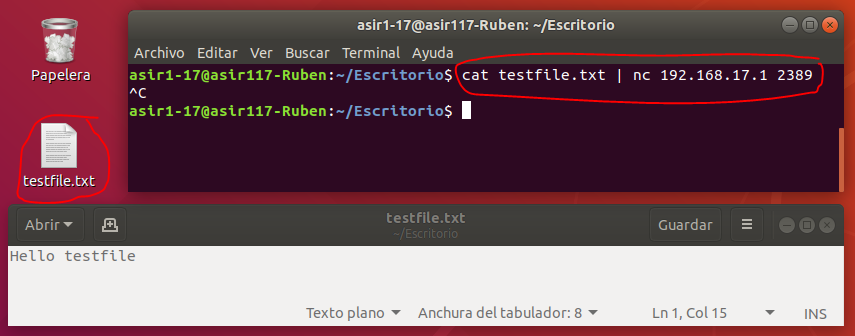 Papelera
testfile.txt
asir1-17@asir117-Ruben: ~/Escritorio
Archivo Editar Ver Buscar Terminal Ayuda
asir1-17@asir117-Ruben:~/Escritorio$ cat testfile.txt | nc 192.168.17.1 2389
^C
asir1-17@asir117-Ruben:~/Escritorio$
Abrir
testfile.txt
~/Escritorio
Guardar
Hello testfile
Texto plano Anchura del tabulador: 8 Ln 1, Col 15 INS